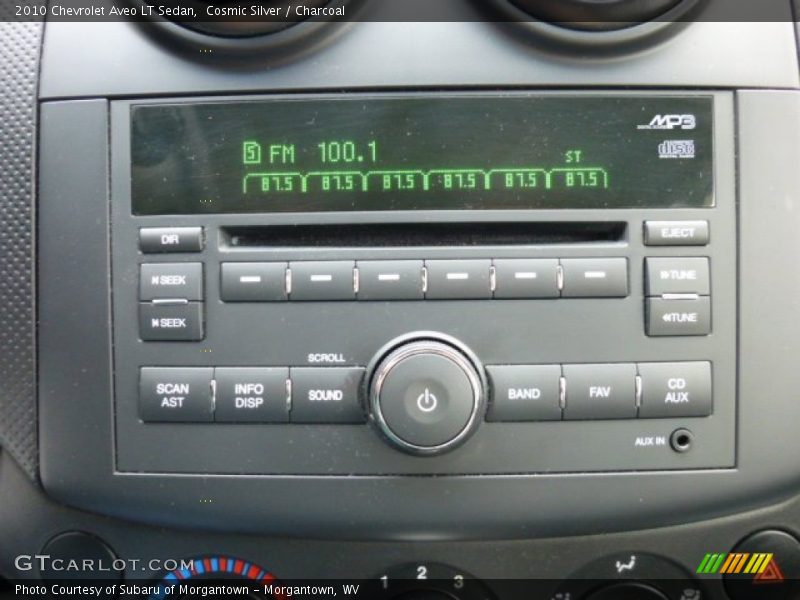 2010 Chevrolet Aveo LT Sedan, Cosmic Silver / Charcoal
MP3
5 FM 100.1
ST
disc
87.5 87.5 87.5 87.5 87.5 87.5
DIR
EJECT
SEEK
TUNE
SEEK
TUNE
SCROLL
SCAN AST
INFO DISP
SOUND
BAND
FAV
CD AUX
AUX IN
GTCARLOT.COM
1 2 3
Photo Courtesy of Subaru of Morgantown - Morgantown, WV